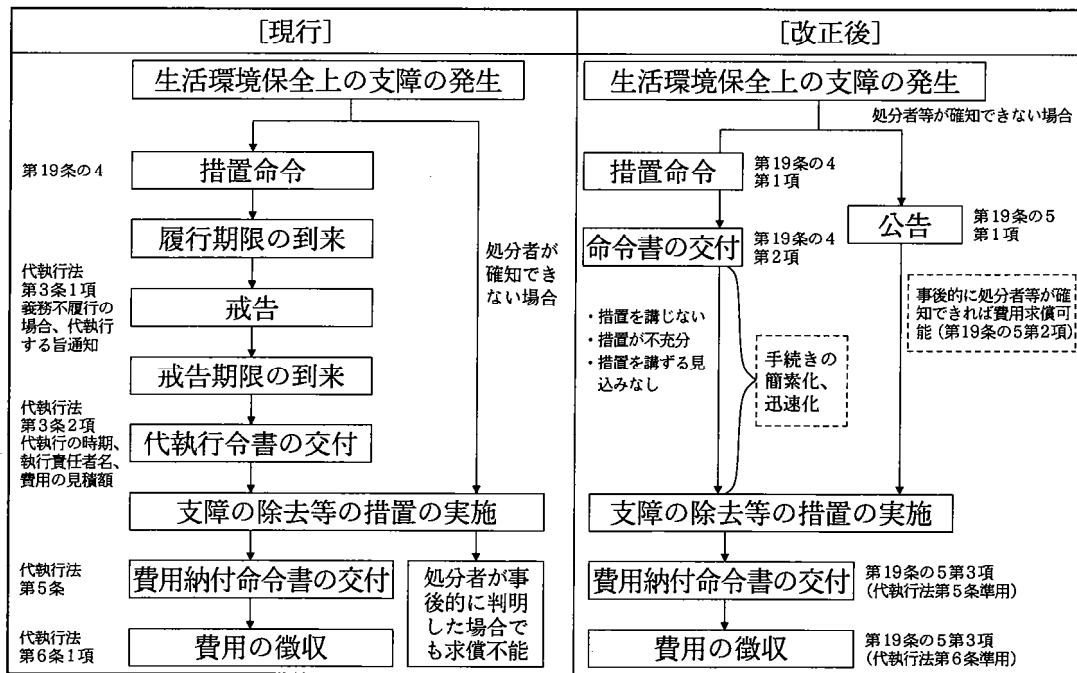 [現行]
生活環境保全上の支障の発生
第19条の4
措置命令
履行期限の到来
処分者が
確知でき
ない場合
代執行法
第3条1項
義務不履行の
場合、代執行
する旨通知
戒告
戒告期限の到来
代執行法
第3条2項
代執行の時期、
執行責任者名、
費用の見積額
代執行令書の交付
支障の除去等の措置の実施
代執行法
第5条
費用納付命令書の交付
処分者が事
後的に判明
した場合で
も求償不能
代執行法
第6条1項
費用の徴収
[改正後]
生活環境保全上の支障の発生
処分者等が確知できない場合
措置命令
第19条の4
第1項
命令書の交付
第19条の4
第2項
公告
第19条の5
第1項
・措置を講じない
・措置が不充分
・措置を講ずる見
込みなし
手続きの
簡素化、
迅速化
事後的に処分者等が確
知できれば費用求償可
能(第19条の5第2項)
支障の除去等の措置の実施
費用納付命令書の交付
第19条の5第3項
(代執行法第5条準用)
費用の徴収
第19条の5第3項
(代執行法第6条準用)